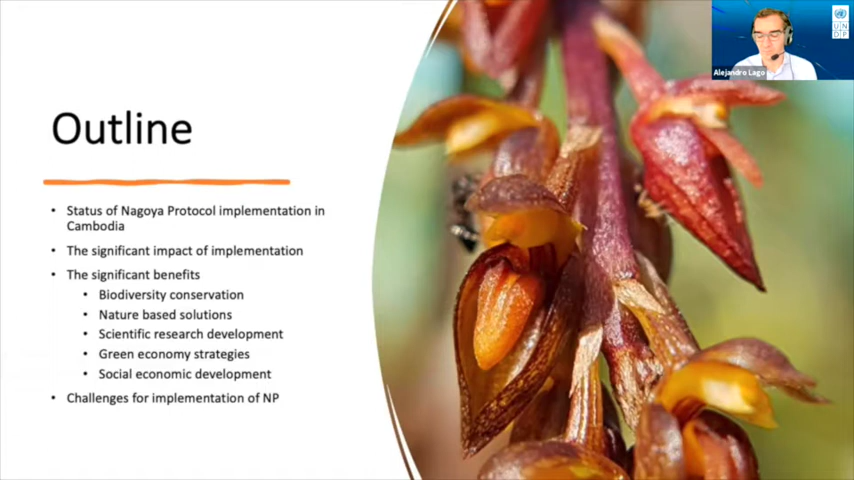 Outline
• Status of Nagoya Protocol implementation in
Cambodia
• The significant impact of implementation
• The significant benefits
• Biodiversity conservation
• Nature based solutions
• Scientific research development
• Green economy strategies
• Social economic development
• Challenges for implementation of NP
Alejandro Lago
U N
D P